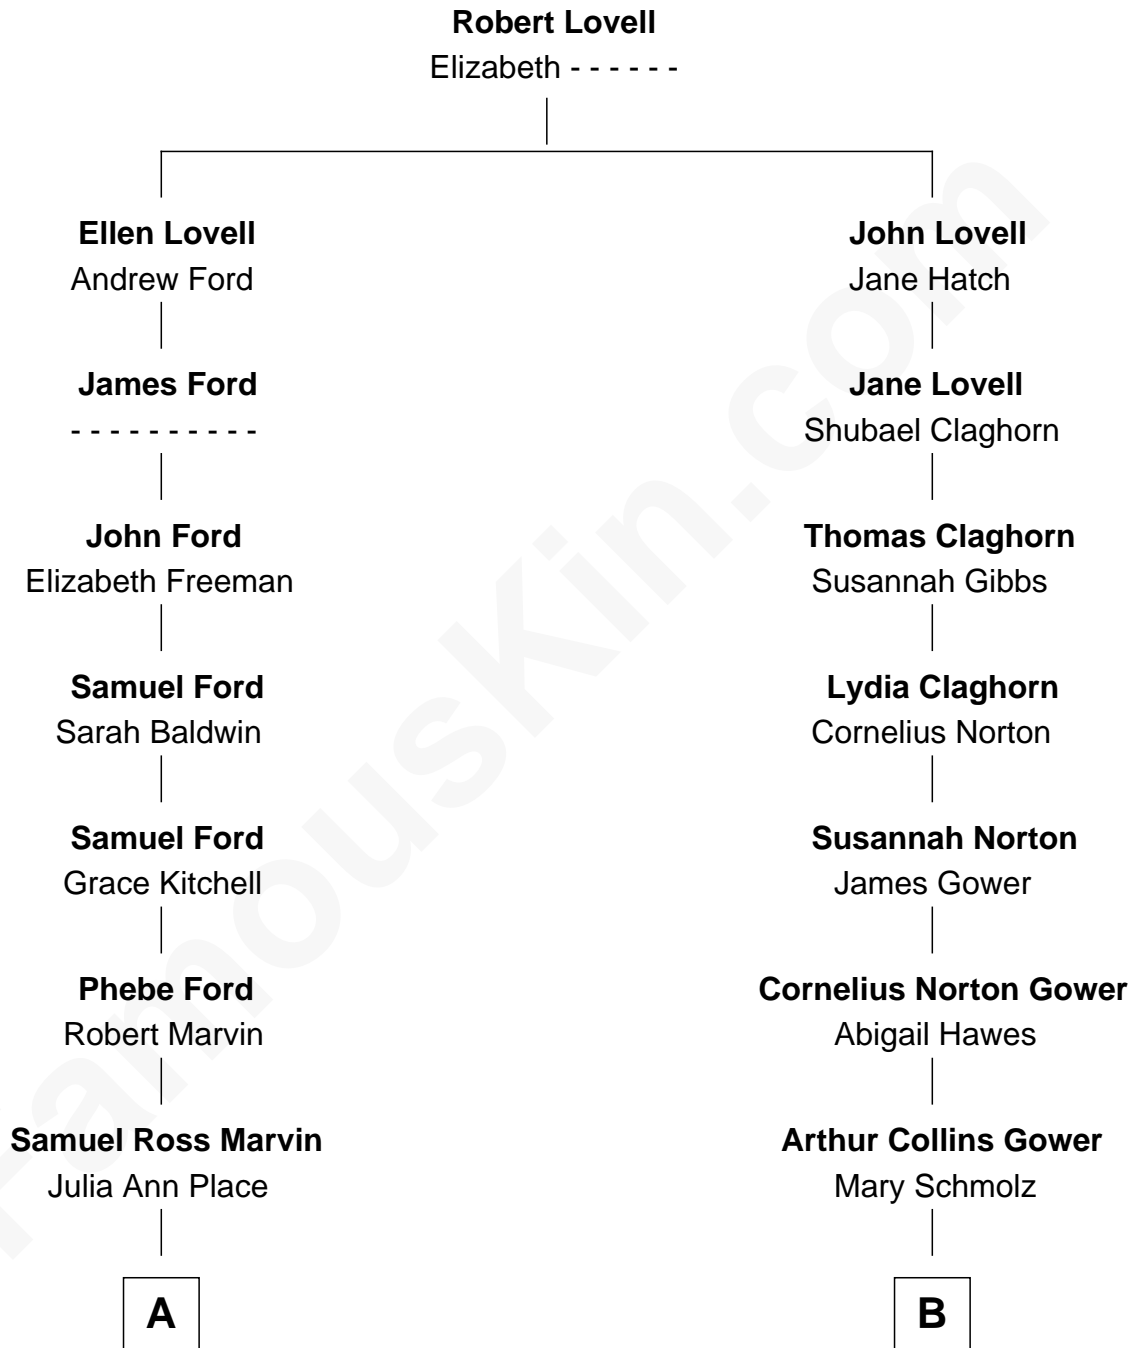 Robert Lovell
Elizabeth - - - - - -
Ellen Lovell
Andrew Ford
James Ford
- - - - - - - - - -
John Ford
Elizabeth Freeman
Samuel Ford
Sarah Baldwin
Samuel Ford
Grace Kitchell
Phebe Ford
Robert Marvin
Samuel Ross Marvin
Julia Ann Place
A
John Lovell
Jane Hatch
Jane Lovell
Shubael Claghorn
Thomas Claghorn
Susannah Gibbs
Lydia Claghorn
Cornelius Norton
Susannah Norton
James Gower
Cornelius Norton Gower
Abigail Hawes
Arthur Collins Gower
Mary Schmolz
B
FamousKin.com